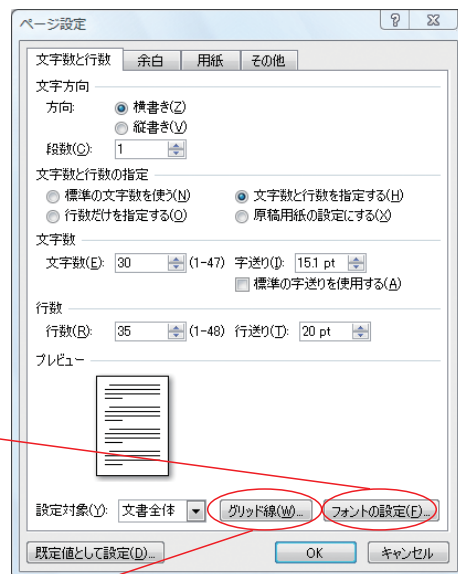 ページ設定
文字数と行数 余白 用紙 その他
文字方向
方向: 横書き(Z)
縦書き(V)
段数(C): 1
文字数と行数の指定
標準の文字数を使う(N) 文字数と行数を指定する(H)
行数だけを指定する(O) 原稿用紙の設定にする(X)
文字数
文字数(E): 30 (1-47) 字送り(I): 15.1 pt
標準の字送りを使用する(A)
行数
行数(R): 35 (1-48) 行送り(T): 20 pt
プレビュー
設定対象(Y): 文書全体 グリッド線(W)... フォントの設定(F)...
既定値として設定(D)... OK キャンセル